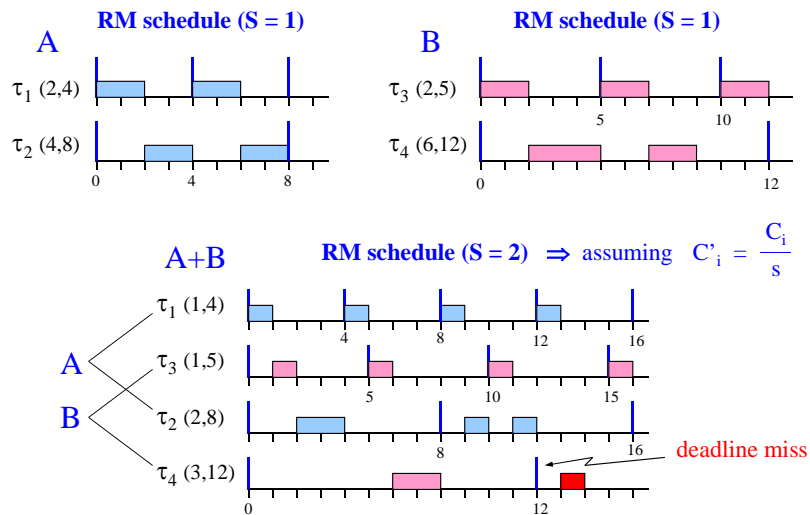 RM schedule (S = 1)
A
τ1 (2,4)
τ2 (4,8)
0 4 8
RM schedule (S = 1)
B
τ3 (2,5)
5 10
τ4 (6,12)
0 12
A+B
RM schedule (S = 2) ⇒ assuming C'i = Ci / s
τ1 (1,4)
4 8 12 16
A
τ3 (1,5)
5 10 15
B
τ2 (2,8)
8 16
deadline miss
τ4 (3,12)
0 12